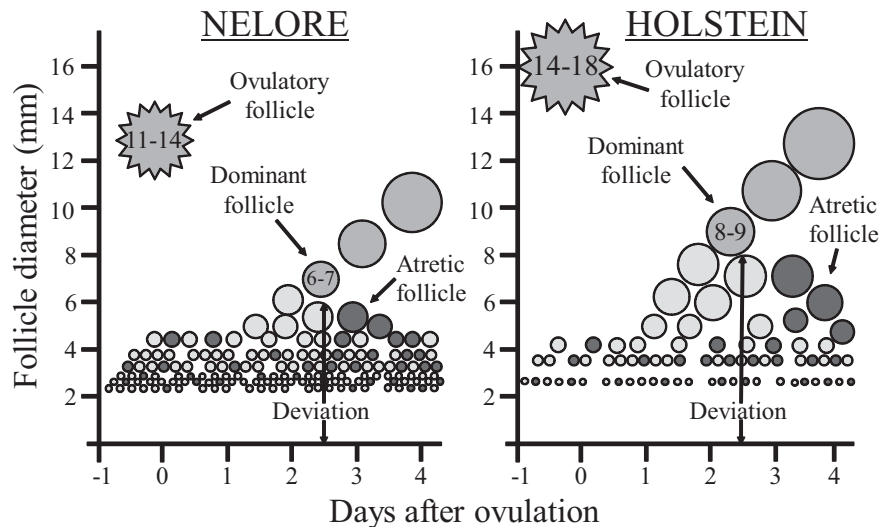 NELORE
HOLSTEIN
Follicle diameter (mm)
16
14
12
10
8
6
4
2
11-14
Ovulatory
follicle
Dominant
follicle
6-7
Atretic
follicle
Deviation
-1
0
1
2
3
4
16
14
12
10
8
6
4
2
14-18
Ovulatory
follicle
Dominant
follicle
8-9
Atretic
follicle
Deviation
-1
0
1
2
3
4
Days after ovulation